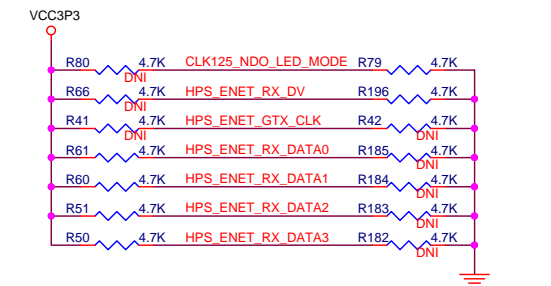 VCC3P3
R80 4.7K CLK125_NDO_LED_MODE R79 4.7K
DNI
R66 4.7K HPS_ENET_RX_DV R196 4.7K
DNI
R41 4.7K HPS_ENET_GTX_CLK R42 4.7K
DNI DNI
R61 4.7K HPS_ENET_RX_DATA0 R185 4.7K
DNI
R60 4.7K HPS_ENET_RX_DATA1 R184 4.7K
DNI
R51 4.7K HPS_ENET_RX_DATA2 R183 4.7K
DNI
R50 4.7K HPS_ENET_RX_DATA3 R182 4.7K
DNI